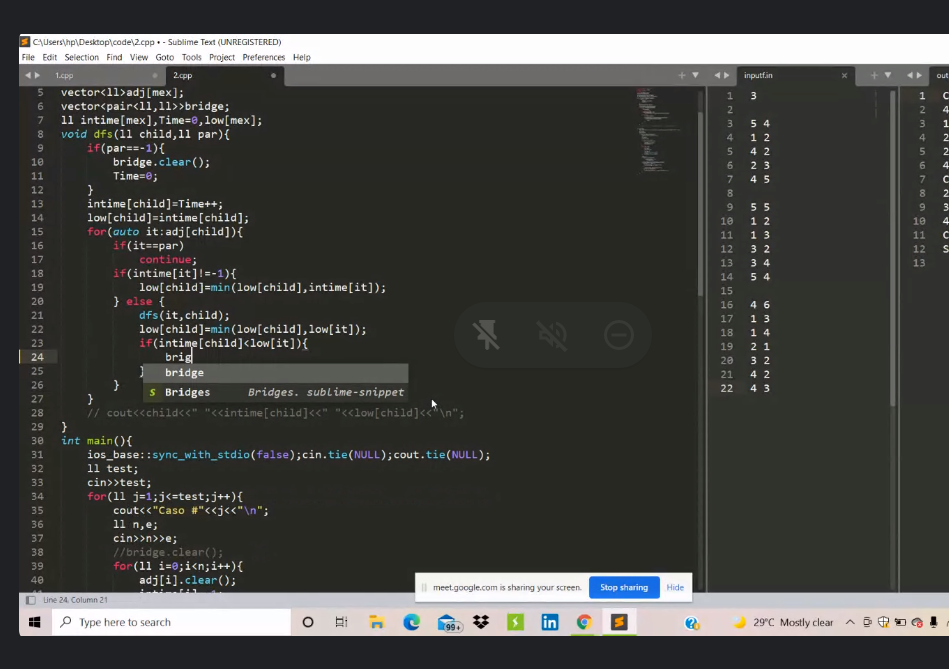 C:\Users\hp\Desktop\code\2.cpp • - Sublime Text (UNREGISTERED)
File Edit Selection Find View Goto Tools Project Preferences Help
1.cpp
2.cpp
inputf.in
out
5 vector<ll>adj[mex];
6 vector<pair<ll,ll>>bridge;
7 ll intime[mex],Time=0,low[mex];
8 void dfs(ll child,ll par){
9 if(par==-1){
10 bridge.clear();
11 Time=0;
12 }
13 intime[child]=Time++;
14 low[child]=intime[child];
15 for(auto it:adj[child]){
16 if(it==par)
17 continue;
18 if(intime[it]!=-1){
19 low[child]=min(low[child],intime[it]);
20 } else {
21 dfs(it,child);
22 low[child]=min(low[child],low[it]);
23 if(intime[child]<low[it]){
24 brig
bridge
25 }
S Bridges Bridges. sublime-snippet
26 }
27 }
28 // cout<<child<<" "<<intime[child]<<" "<<low[child]<<"\n";
29 }
30 int main(){
31 ios_base::sync_with_stdio(false);cin.tie(NULL);cout.tie(NULL);
32 ll test;
33 cin>>test;
34 for(ll j=1;j<=test;j++){
35 cout<<"Caso #"<<j<<"\n";
36 ll n,e;
37 cin>>n>>e;
38 //bridge.clear();
39 for(ll i=0;i<n;i++){
40 adj[i].clear();
1 3
2
3 5 4
4 1 2
5 4 2
6 2 3
7 4 5
8
9 5 5
10 1 2
11 1 3
12 3 2
13 3 4
14 5 4
15
16 4 6
17 1 3
18 1 4
19 2 1
20 3 2
21 4 2
22 4 3
1 C
2 4
3 1
4 2
5 2
6 4
7 C
8 2
9 3
10 4
11 C
12 S
13
meet.google.com is sharing your screen. Stop sharing Hide
Line 24, Column 21
Type here to search
99+
29°C Mostly clear